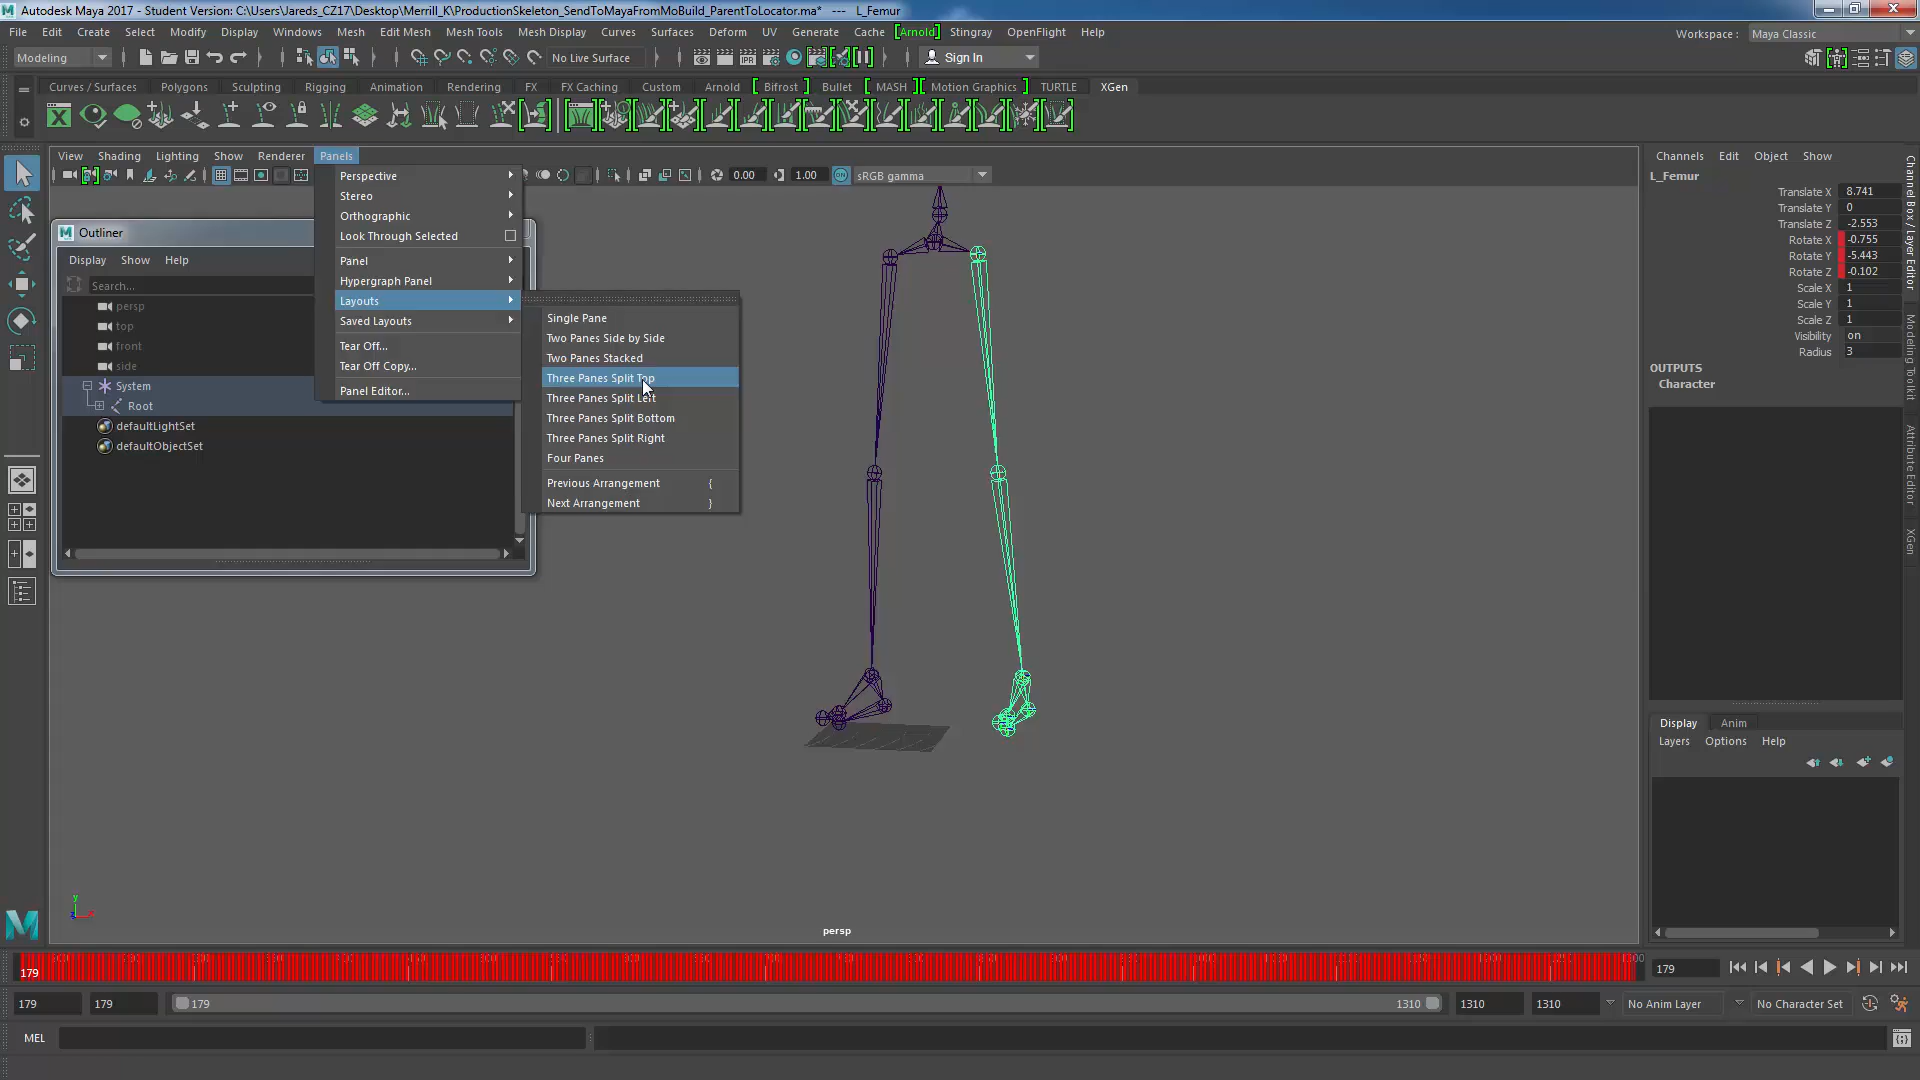 Autodesk Maya 2017 - Student Version: C:\Users\Jareds_CZ17\Desktop\Merrill_K\ProductionSkeleton_SendToMayaFromMoBuild_ParentToLocator.ma* --- L_Femur
File Edit Create Select Modify Display Windows Mesh Edit Mesh Mesh Tools Mesh Display Curves Surfaces Deform UV Generate Cache Arnold Stingray OpenFlight Help
Workspace : Maya Classic
Modeling No Live Surface IPR Sign In
Curves / Surfaces Polygons Sculpting Rigging Animation Rendering FX FX Caching Custom Arnold Bifrost Bullet MASH Motion Graphics TURTLE XGen
View Shading Lighting Show Renderer Panels
0.00 1.00 sRGB gamma
Perspective
Stereo
Orthographic
Look Through Selected
Panel
Hypergraph Panel
Layouts
Saved Layouts
Tear Off...
Tear Off Copy...
Panel Editor...
Single Pane
Two Panes Side by Side
Two Panes Stacked
Three Panes Split Top
Three Panes Split Left
Three Panes Split Bottom
Three Panes Split Right
Four Panes
Previous Arrangement {
Next Arrangement }
Outliner
Display Show Help
Search...
persp
top
front
side
System
Root
defaultLightSet
defaultObjectSet
Channels Edit Object Show
L_Femur
Translate X 8.741
Translate Y 0
Translate Z -2.553
Rotate X -0.755
Rotate Y -5.443
Rotate Z -0.102
Scale X 1
Scale Y 1
Scale Z 1
Visibility on
Radius 3
OUTPUTS
Character
Channel Box / Layer Editor
Modeling Toolkit
Attribute Editor
XGen
Display Anim
Layers Options Help
y
persp
179
179
179 179 179 1310 1310 1310 No Anim Layer No Character Set
MEL